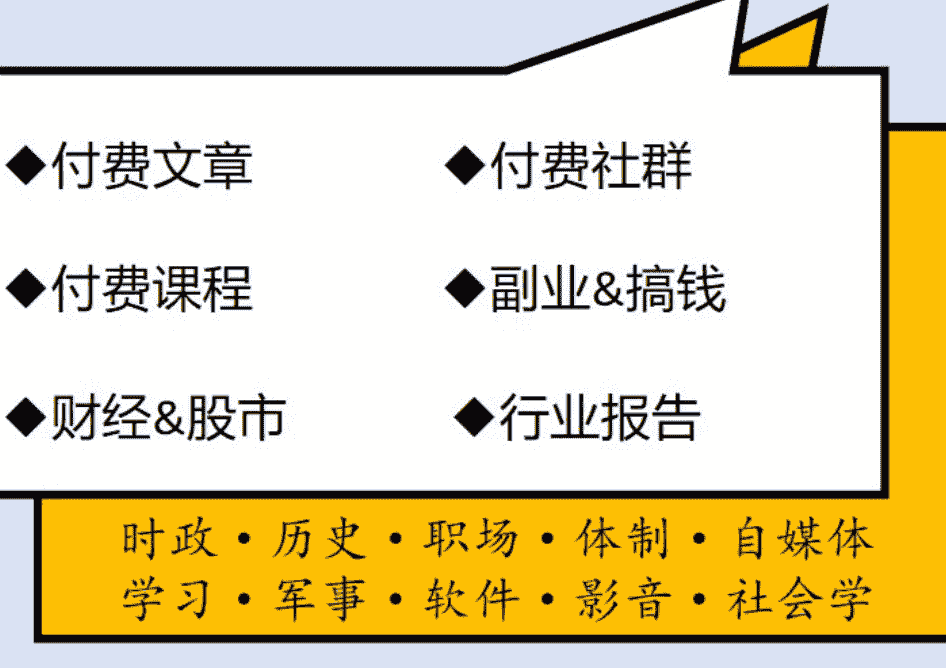 ◆付费文章 ◆付费社群
◆付费课程 ◆副业&搞钱
◆财经&股市 ◆行业报告
时政・历史・职场・体制・自媒体
学习・军事・软件・影音・社会学